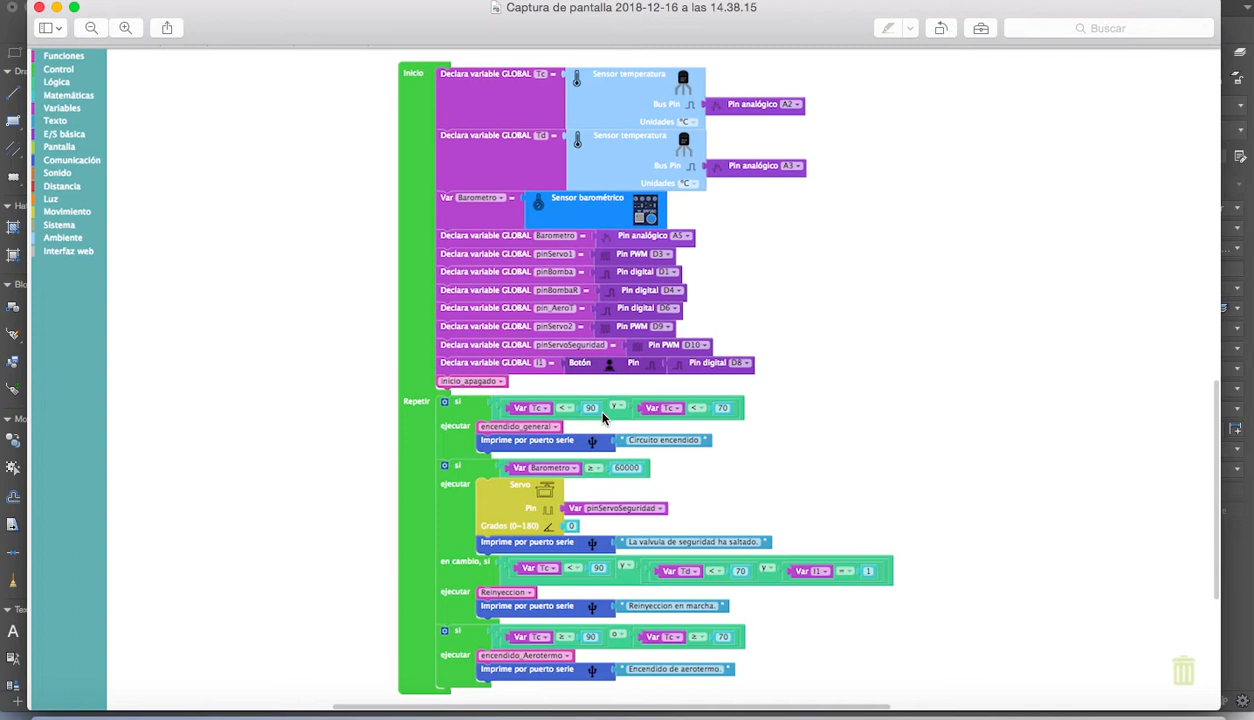 Captura de pantalla 2018-12-16 a las 14.38.15
Buscar
Funciones
Control
Lógica
Matemáticas
Variables
Texto
E/S básica
Pantalla
Comunicación
Sonido
Distancia
Luz
Movimiento
Sistema
Ambiente
Interfaz web
Inicio
Declara variable GLOBAL Tc = Sensor temperatura
Bus Pin Pin analógico A2
Unidades °C
Declara variable GLOBAL Td = Sensor temperatura
Bus Pin Pin analógico A3
Unidades °C
Var Barometro = Sensor barométrico
Declara variable GLOBAL Barometro = Pin analógico A5
Declara variable GLOBAL pinServo1 = Pin PWM D3
Declara variable GLOBAL pinBomba = Pin digital D1
Declara variable GLOBAL pinBombaR = Pin digital D4
Declara variable GLOBAL pin_AeroT = Pin digital D6
Declara variable GLOBAL pinServo2 = Pin PWM D9
Declara variable GLOBAL pinServoSeguridad = Pin PWM D10
Declara variable GLOBAL I1 = Botón Pin Pin digital D8
inicio_apagado
Repetir si Var Tc < 90 y Var Tc < 70
ejecutar encendido_general
Imprime por puerto serie " Circuito encendido "
si Var Barometro ≥ 60000
ejecutar Servo
Pin Var pinServoSeguridad
Grados (0~180) 0
Imprime por puerto serie " La valvula de seguridad ha saltado. "
en cambio, si Var Tc < 90 y Var Td < 70 y Var I1 = 1
ejecutar Reinyeccion
Imprime por puerto serie " Reinyeccion en marcha. "
si Var Tc ≥ 90 o Var Tc ≥ 70
ejecutar encendido_Aerotermo
Imprime por puerto serie " Encendido de aerotermo. "